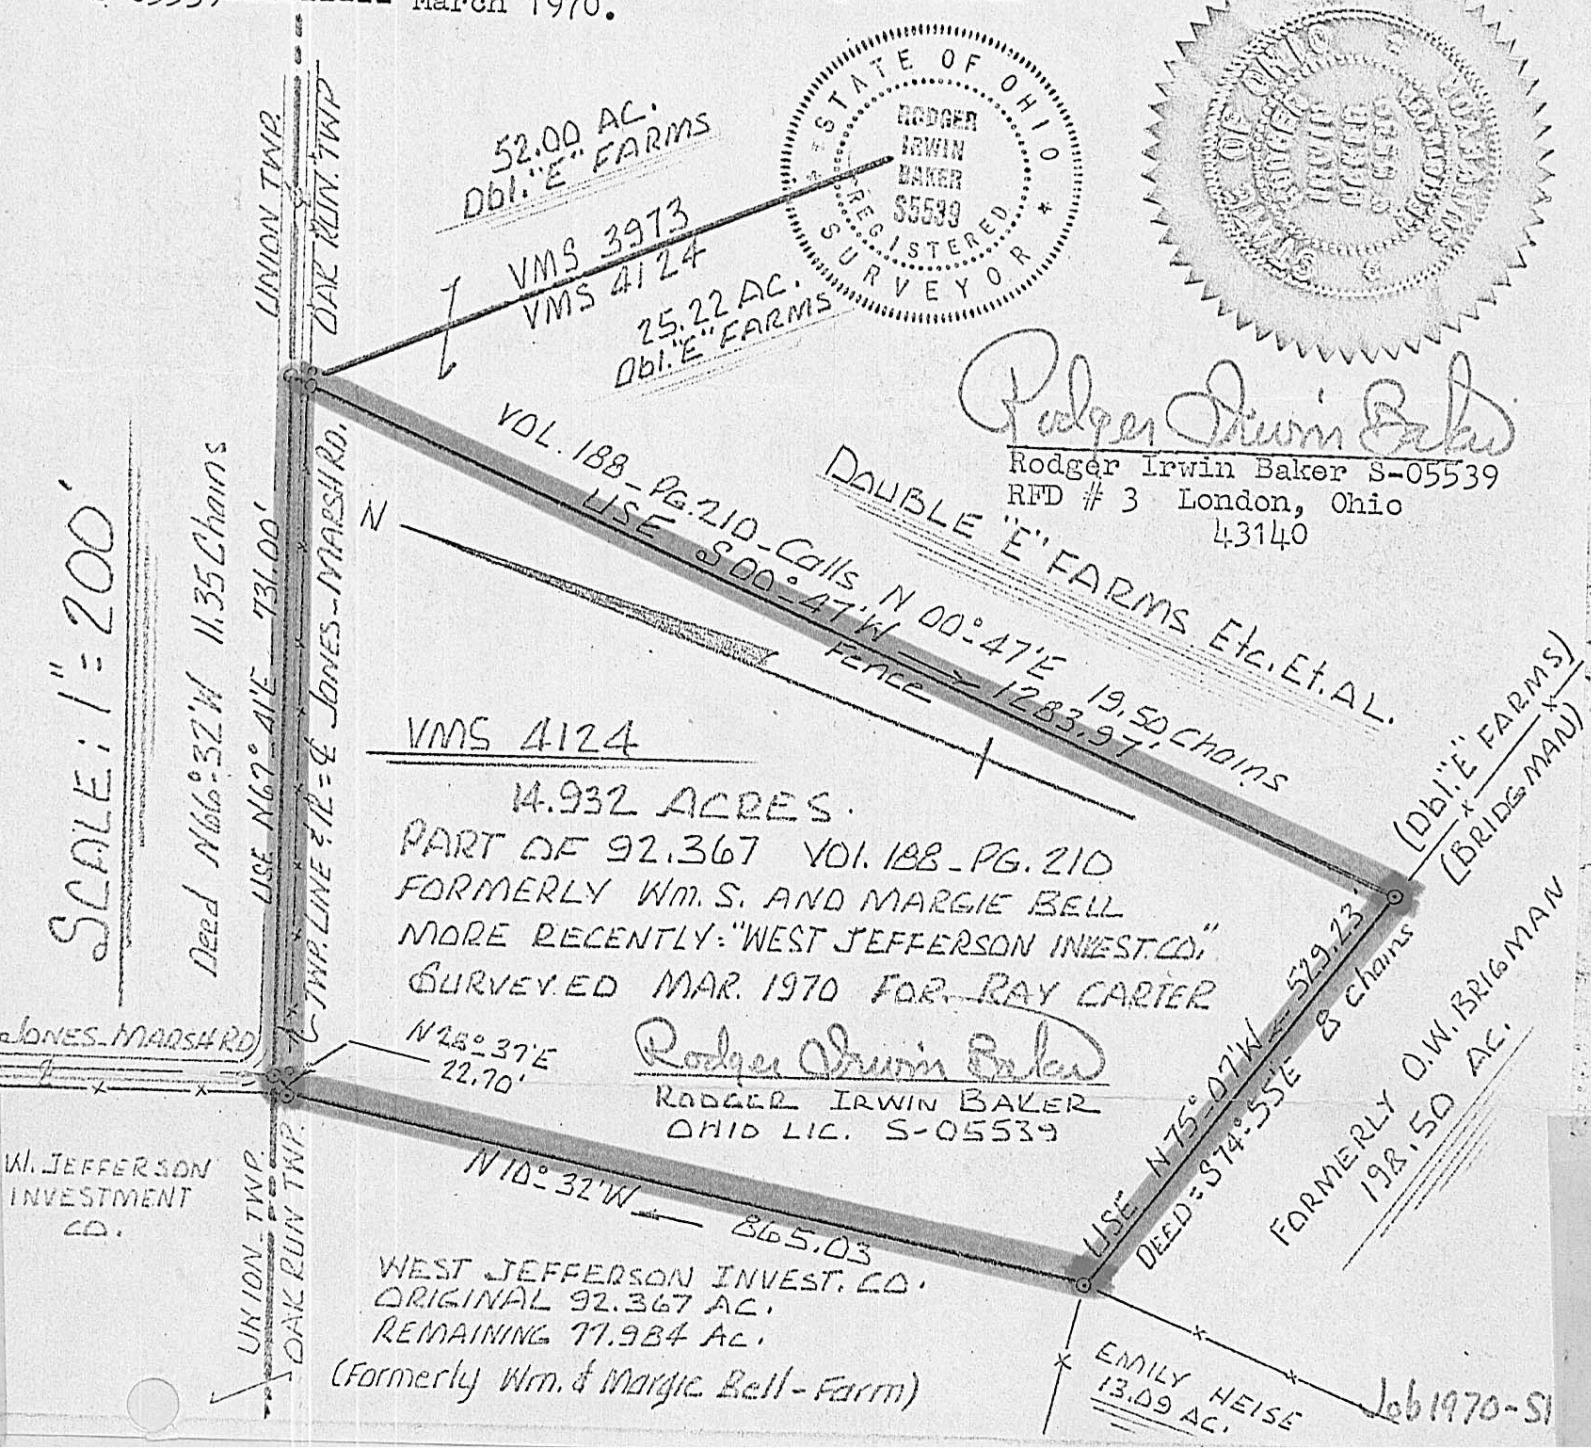 March 1970.
UNION TWP.
OAK RUN. TWP
52.00 AC.
Dbl. "E" FARMS
VMS 3973
VMS 4124
25.22 AC.
Dbl. "E" FARMS
STATE OF OHIO
RODGER
IRWIN
BAKER
S5539
REGISTERED
SURVEYOR
Rodger Irwin Baker
Rodger Irwin Baker S-05539
RFD # 3 London, Ohio
43140
SCALE: 1"=200'
Deed N66°32'W 11.35 Chains
USE N67°-41'E 731.00'
TWP. LINE & R = ℄ JONES-MARSH RD.
N
VOL. 188-PG. 210-Calls N 00°47'E 19.50 Chains
USE S00°-47'W 1283.97'
Fence
DOUBLE "E" FARMS Etc. Et. AL.
(Dbl. "E" FARMS)
(BRIDGMAN)
VMS 4124
14.932 ACRES.
PART OF 92.367 VOl. 188-PG. 210
FORMERLY Wm. S. AND MARGIE BELL
MORE RECENTLY: "WEST JEFFERSON INVEST. CO."
SURVEYED MAR. 1970 FOR RAY CARTER
Rodger Irwin Baker
RODGER IRWIN BAKER
OHIO LIC. S-05539
USE N75°-07'W 529.23'
DEED=S74°-55'E 8 Chains
FORMERLY O.W. BRIGMAN
198.50 AC.
JONES-MARSH RD
N28°-37'E
22.70'
N10°-32'W 865.03
W. JEFFERSON
INVESTMENT
CO.
UNION-TWP.
OAK RUN TWP.
WEST JEFFERSON INVEST. CO.
ORIGINAL 92.367 AC.
REMAINING 77.984 AC.
(Formerly Wm. & Margie Bell-Farm)
EMILY HEISE
13.09 AC.
Job 1970-51